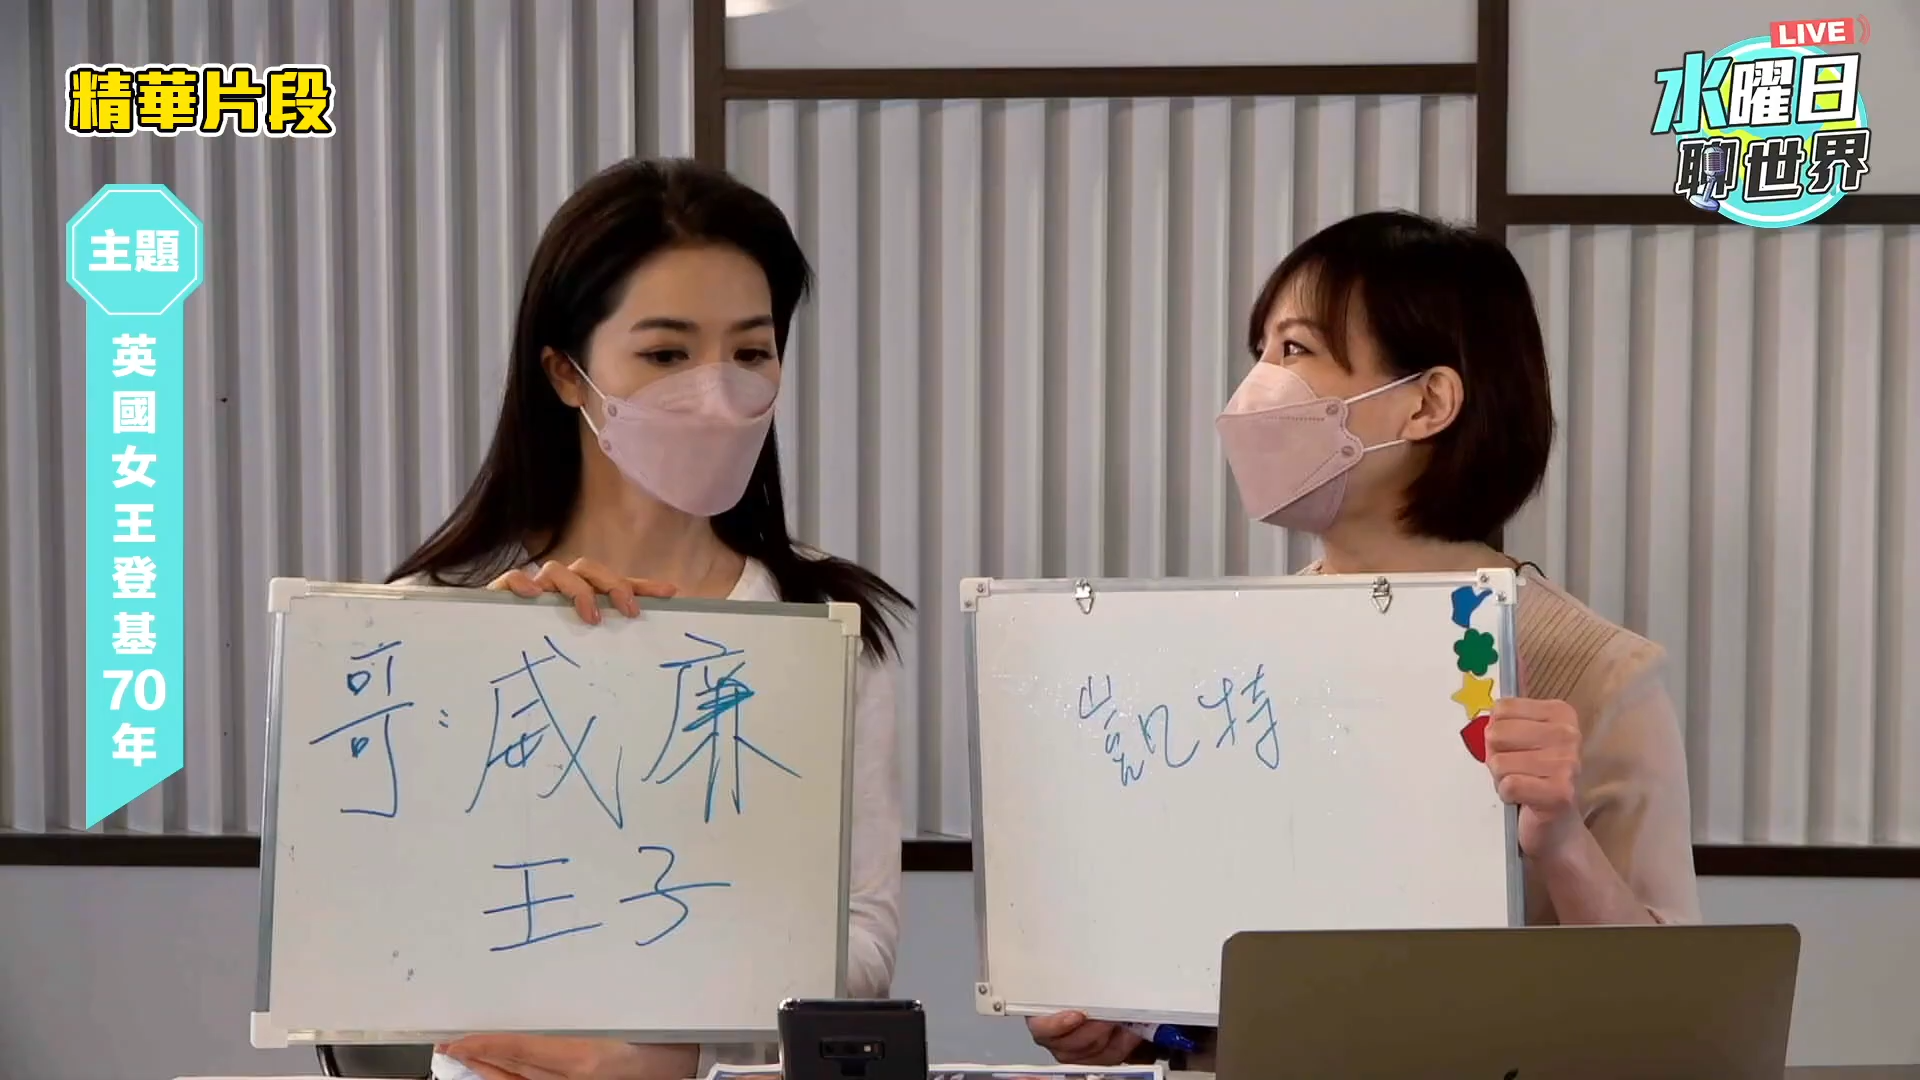 精華片段
LIVE
水曜日
聊世界
主題
英國女王登基70年
哥:威廉
王子
凱特